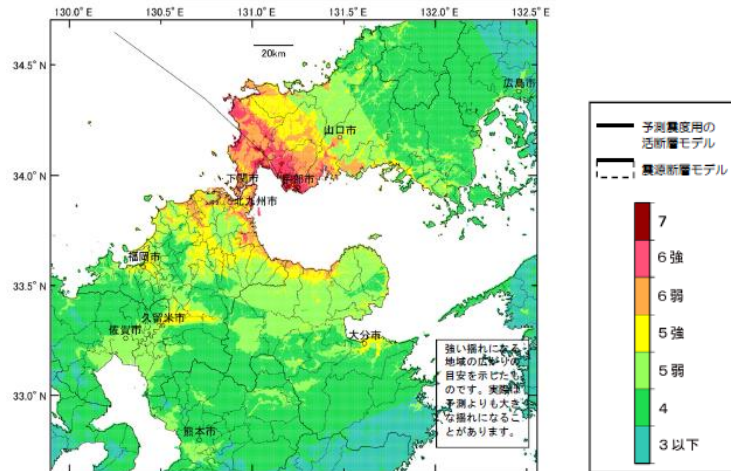 130.0°E 130.5° 131.0° 131.5° 132.0° 132.5°
20km
34.5°N
広島市
山口市
34.0°N
下関市
宇部市
北九州市
福岡市
33.5°N
久留米市
佐賀市
大分市
33.0°N
熊本市
強い揺れになる
地域の広がりの
目安を示したも
のです。実際は
予測よりも大き
な揺れになるこ
とがあります。
予測震度用の
活断層モデル
震源断層モデル
7
6強
6弱
5強
5弱
4
3以下